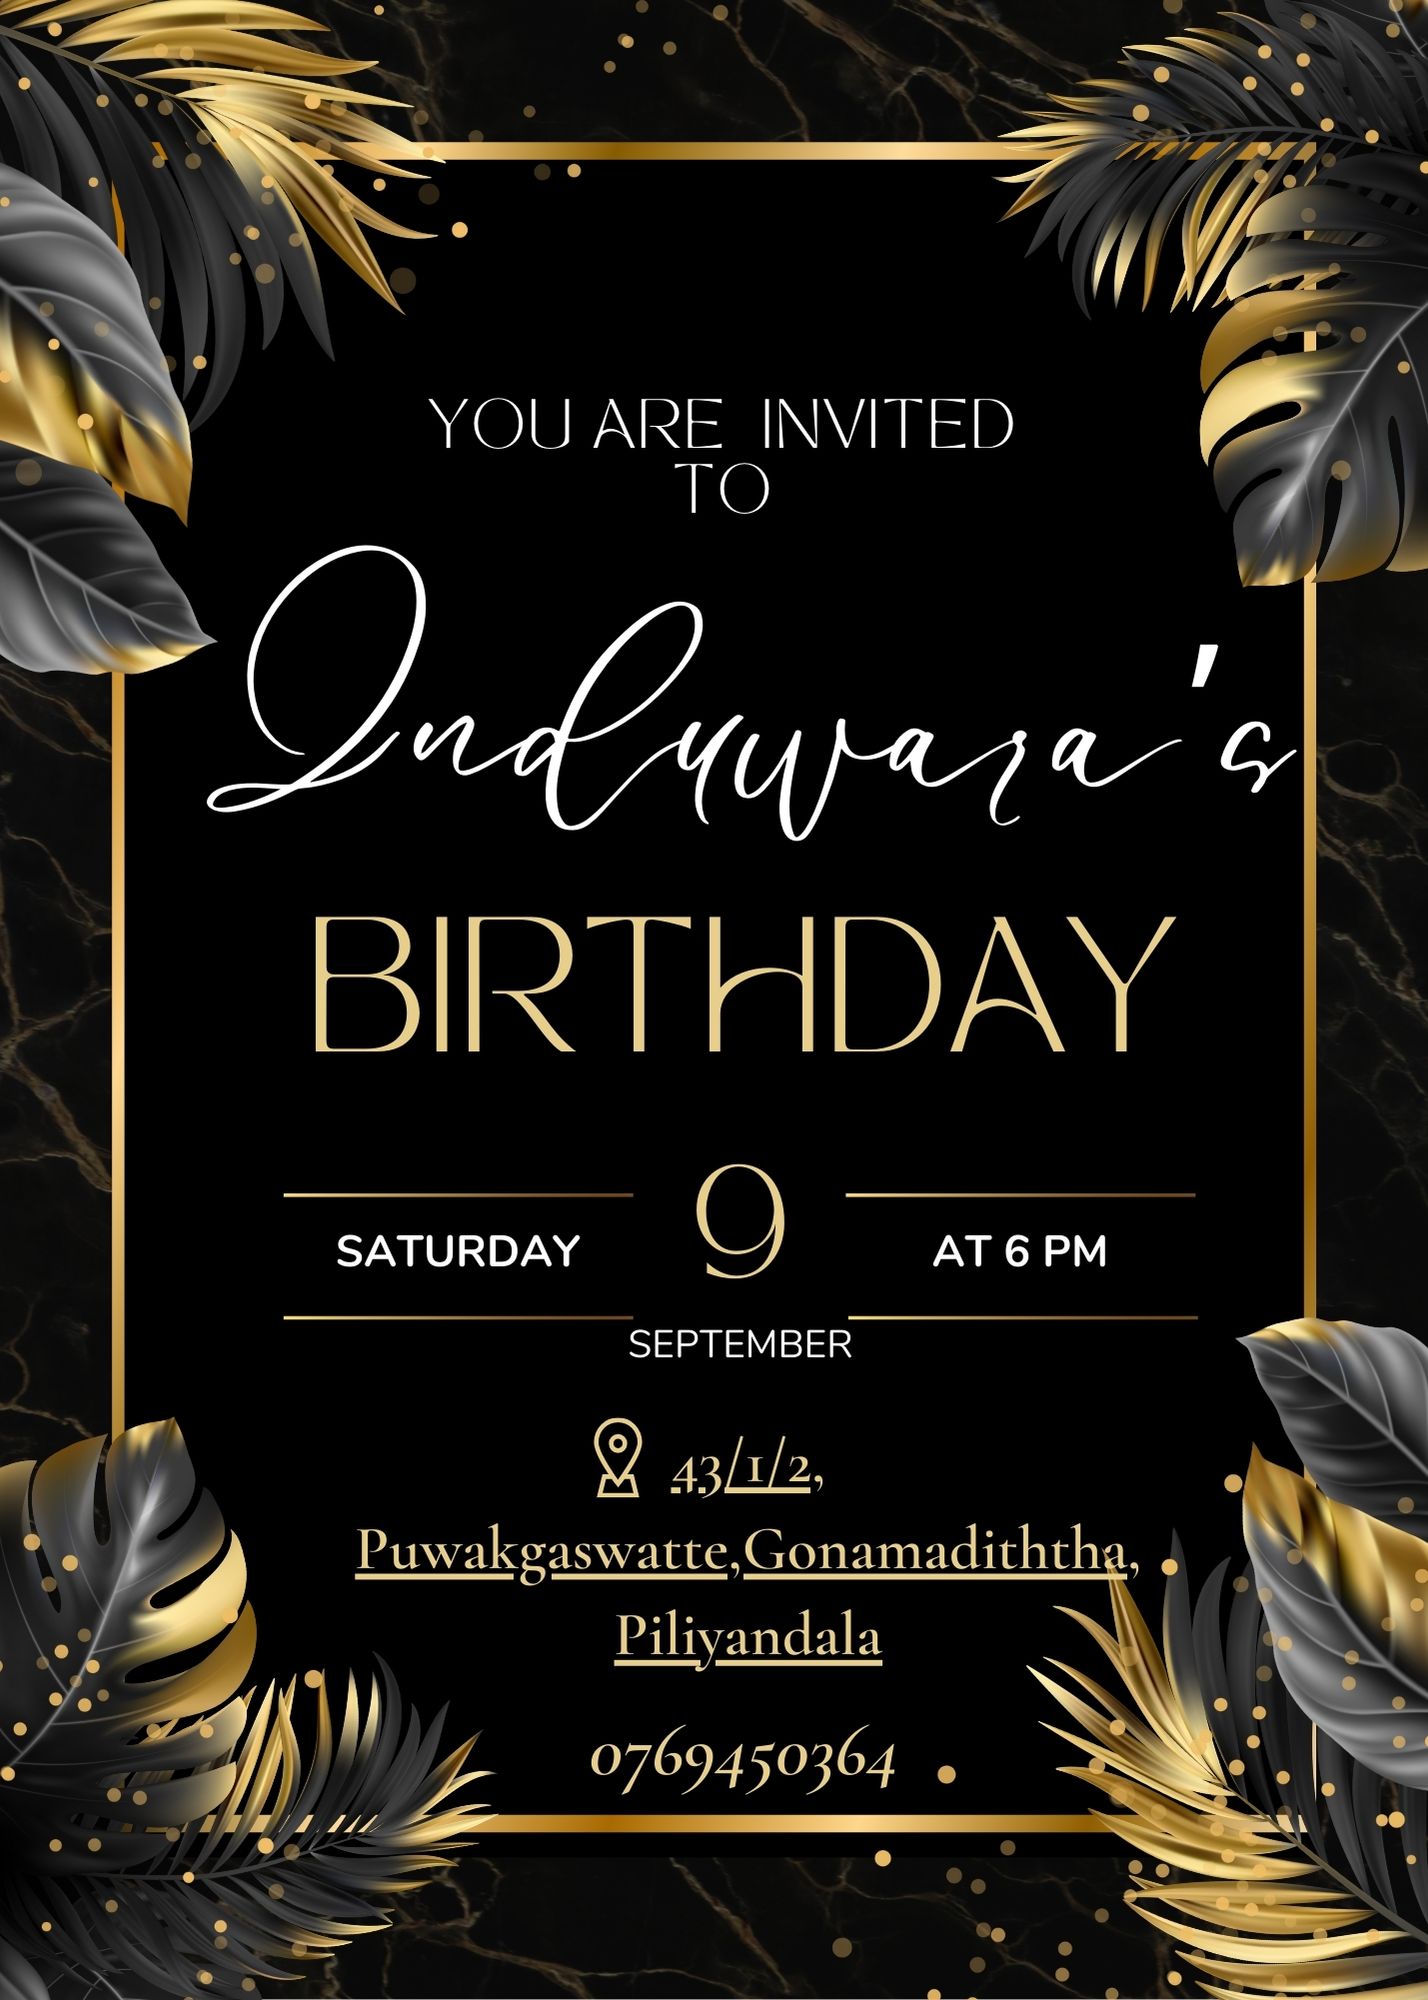 YOU ARE INVITED
TO
Induwara's
BIRTHDAY
SATURDAY
9
AT 6 PM
SEPTEMBER
43/1/2,
Puwakgaswatte,Gonamadiththa,
Piliyandala
0769450364